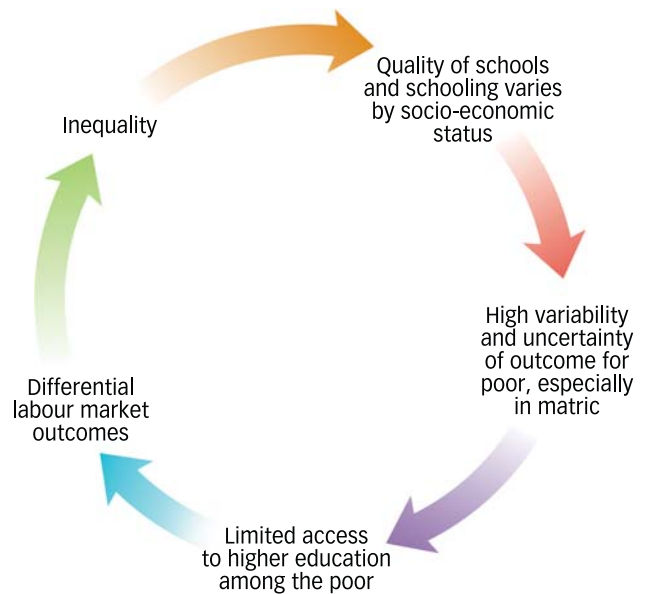 Inequality
Quality of schools
and schooling varies
by socio-economic
status
High variability
and uncertainty
of outcome for
poor, especially
in matric
Limited access
to higher education
among the poor
Differential
labour market
outcomes